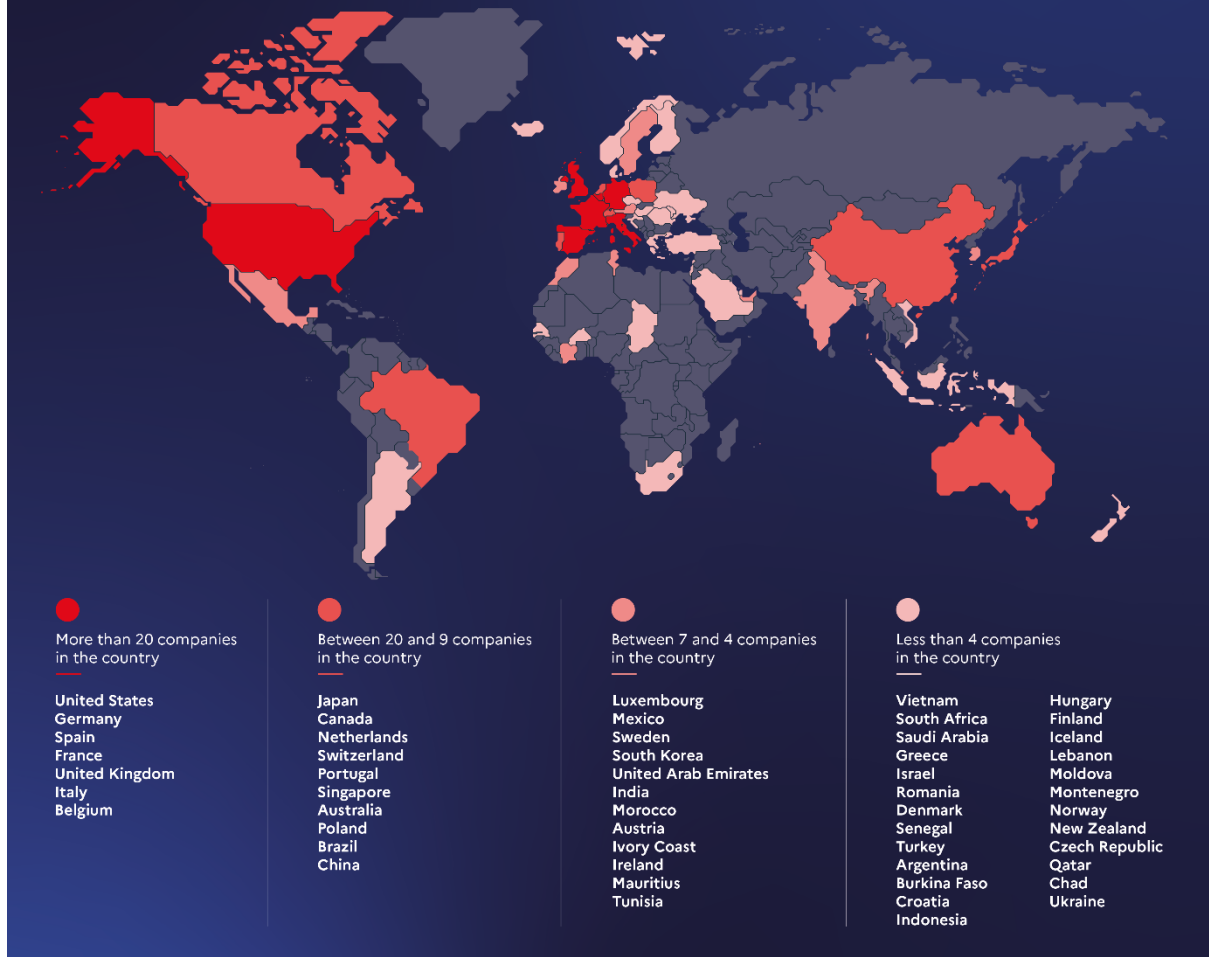 More than 20 companies
in the country
United States
Germany
Spain
France
United Kingdom
Italy
Belgium
Between 20 and 9 companies
in the country
Japan
Canada
Netherlands
Switzerland
Portugal
Singapore
Australia
Poland
Brazil
China
Between 7 and 4 companies
in the country
Luxembourg
Mexico
Sweden
South Korea
United Arab Emirates
India
Morocco
Austria
Ivory Coast
Ireland
Mauritius
Tunisia
Less than 4 companies
in the country
Vietnam
South Africa
Saudi Arabia
Greece
Israel
Romania
Denmark
Senegal
Turkey
Argentina
Burkina Faso
Croatia
Indonesia
Hungary
Finland
Iceland
Lebanon
Moldova
Montenegro
Norway
New Zealand
Czech Republic
Qatar
Chad
Ukraine